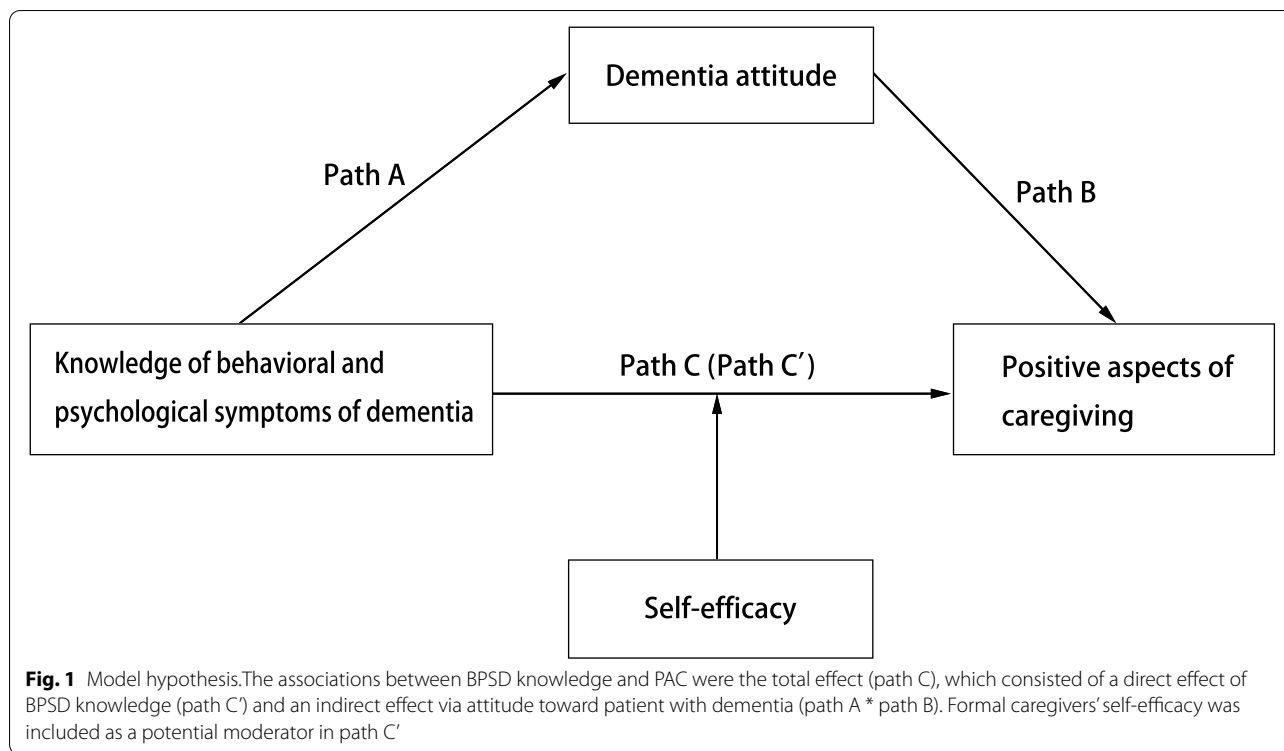 Dementia attitude
Path A
Path B
Knowledge of behavioral and
psychological symptoms of dementia
Path C (Path C′)
Positive aspects of
caregiving
Self-efficacy
Fig. 1 Model hypothesis.The associations between BPSD knowledge and PAC were the total effect (path C), which consisted of a direct effect of
BPSD knowledge (path C’) and an indirect effect via attitude toward patient with dementia (path A * path B). Formal caregivers’ self-efficacy was
included as a potential moderator in path C’